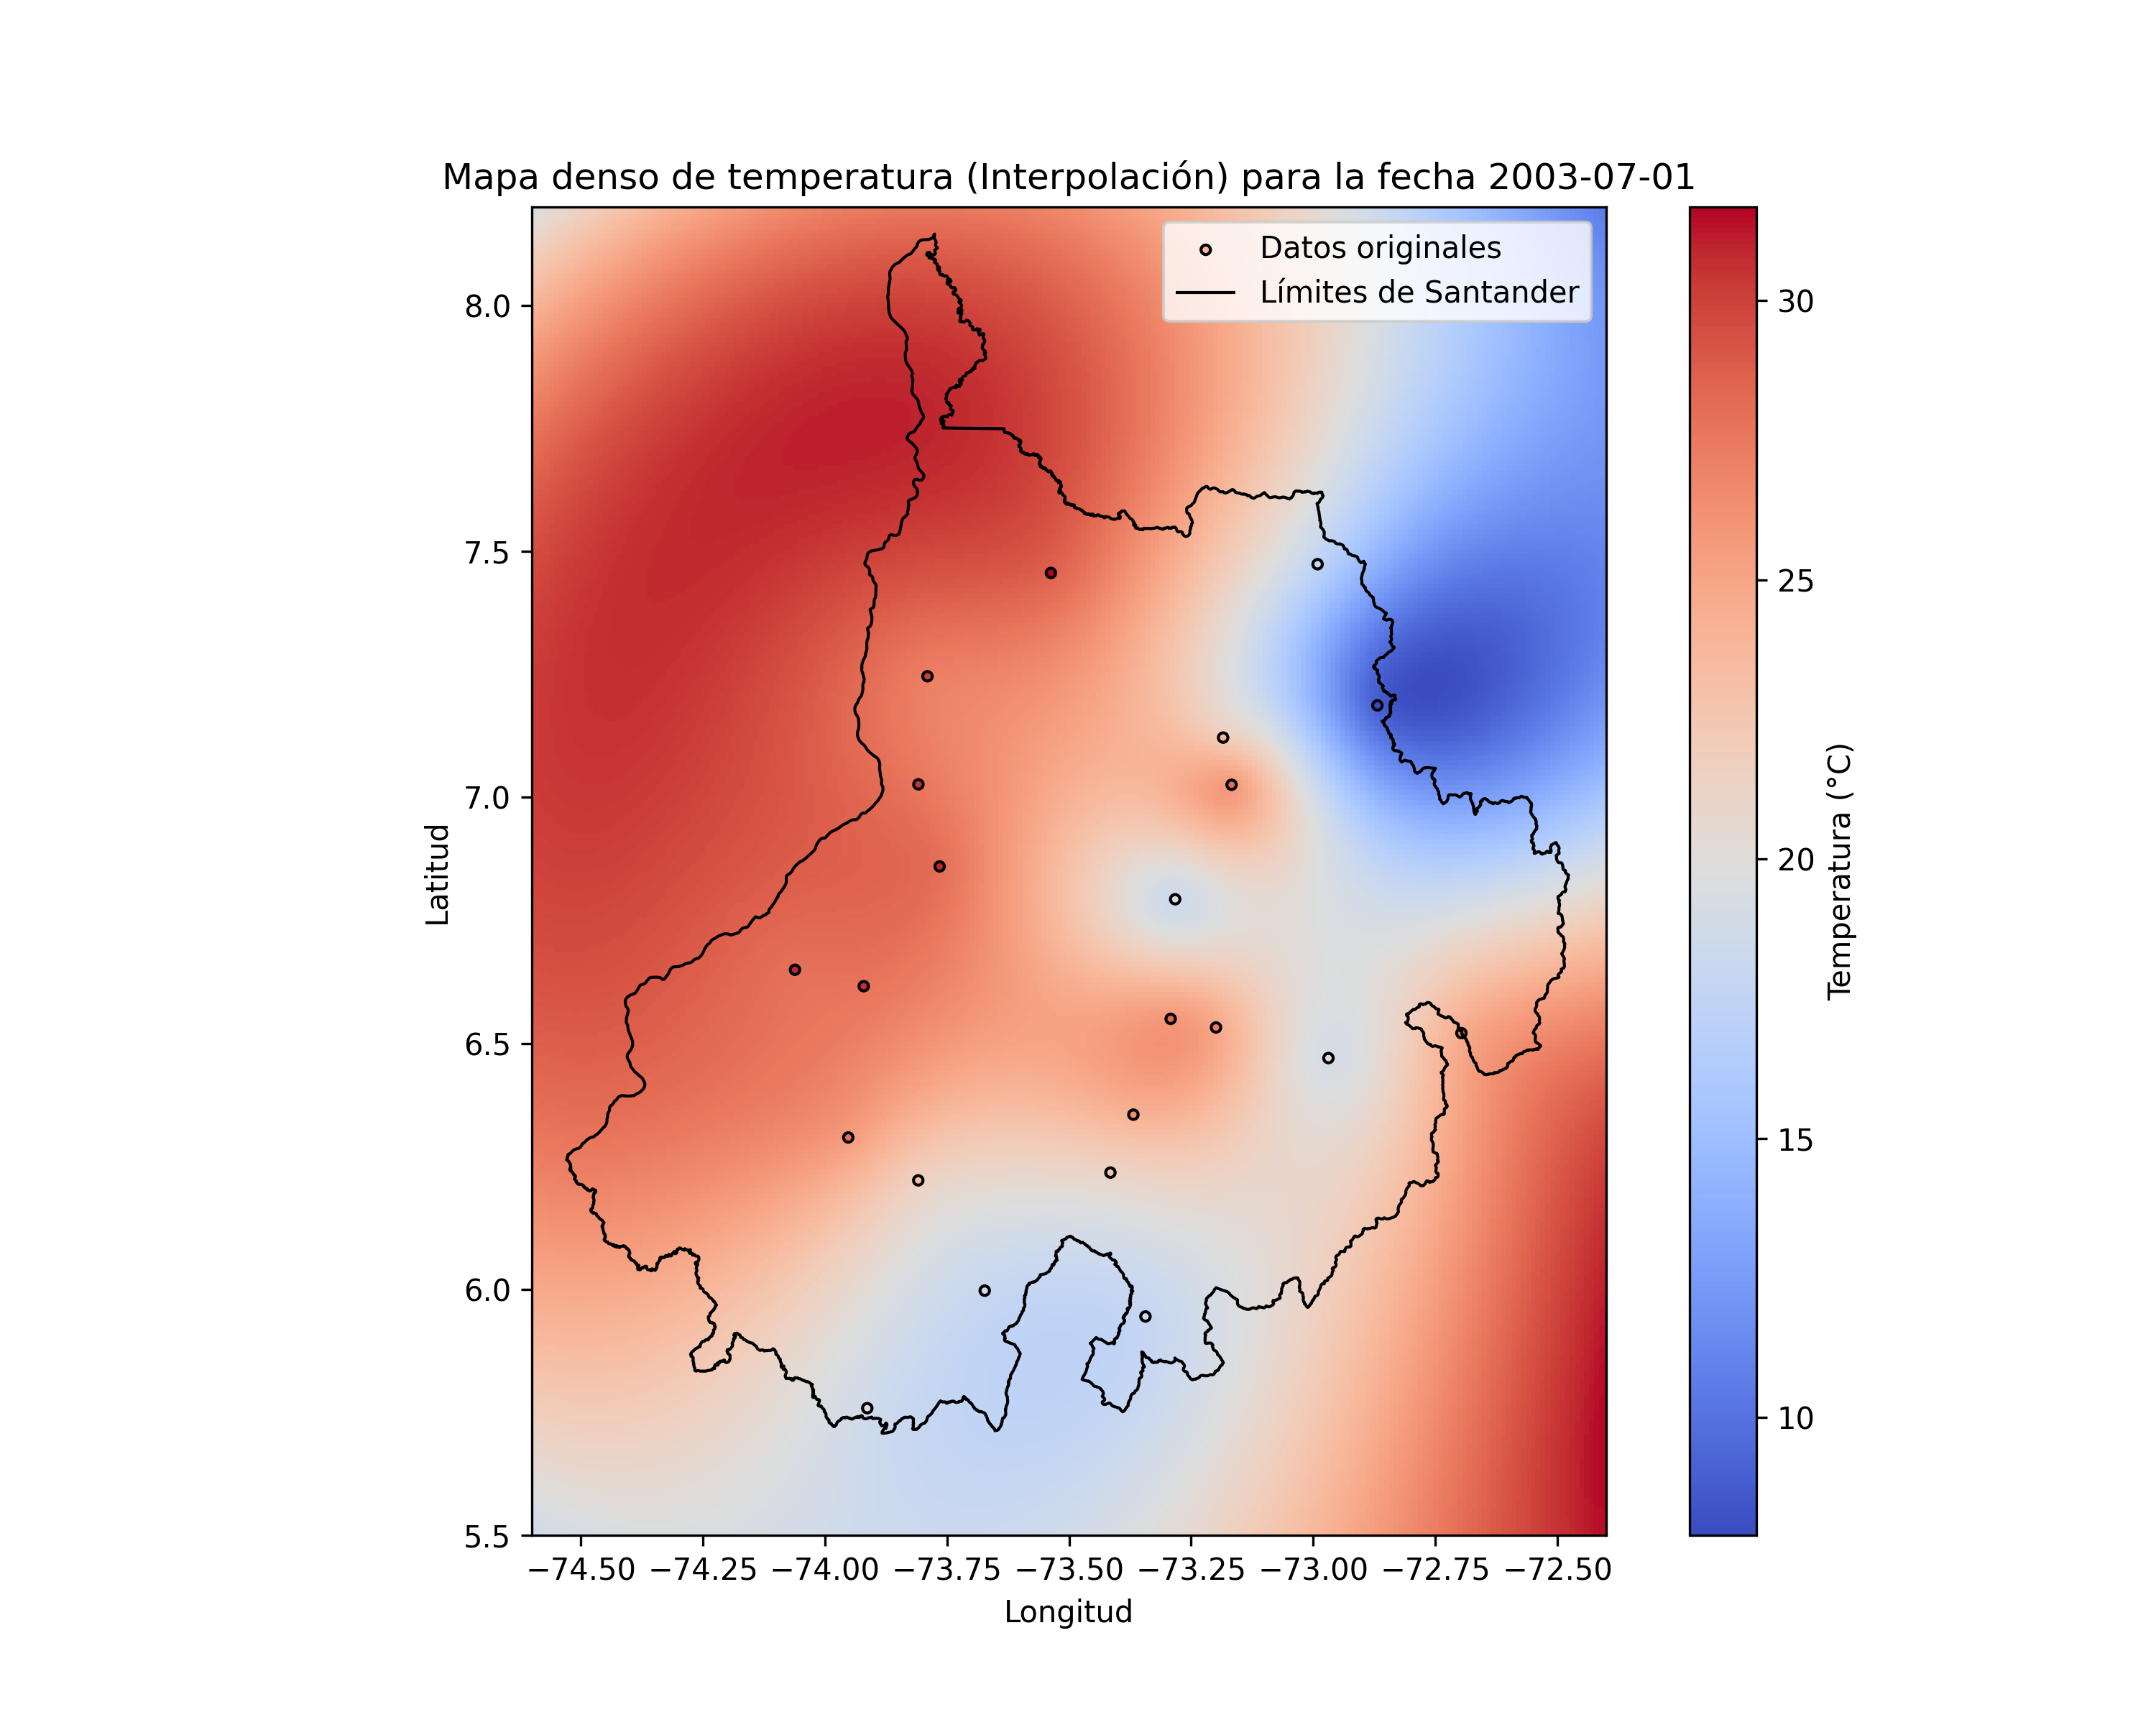 Mapa denso de temperatura (Interpolación) para la fecha 2003-07-01
Datos originales
Límites de Santander
8.0
7.5
7.0
6.5
6.0
5.5
Latitud
−74.50 −74.25 −74.00 −73.75 −73.50 −73.25 −73.00 −72.75 −72.50
Longitud
30
25
20
15
10
Temperatura (°C)